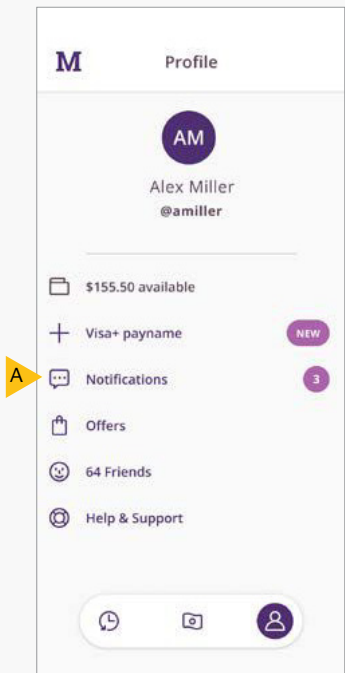 M Profile
AM
Alex Miller
@amiller
$155.50 available
Visa+ payname NEW
A Notifications 3
Offers
64 Friends
Help & Support